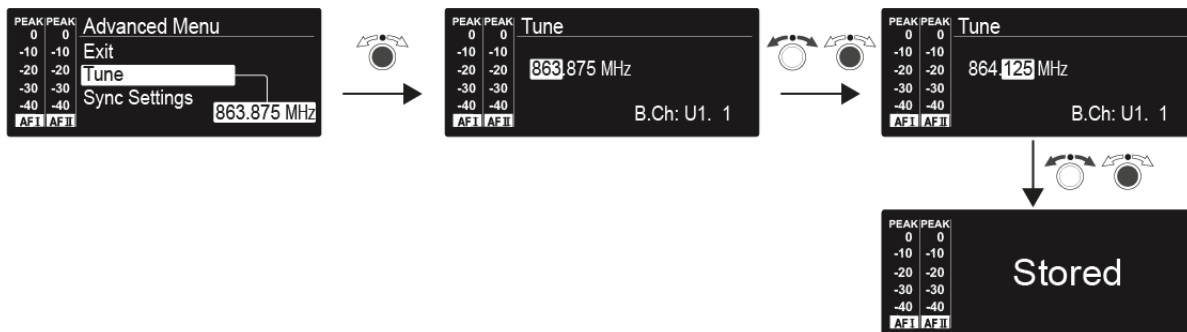 PEAK PEAK Advanced Menu
0 0
-10 -10 Exit
-20 -20 Tune
-30 -30 Sync Settings
-40 -40 863.875 MHz
AF I AF II
PEAK PEAK Tune
0 0
-10 -10
-20 -20 863.875 MHz
-30 -30
-40 -40 B.Ch: U1. 1
AF I AF II
PEAK PEAK Tune
0 0
-10 -10
-20 -20 864.125 MHz
-30 -30
-40 -40 B.Ch: U1. 1
AF I AF II
PEAK PEAK
0 0
-10 -10
-20 -20 Stored
-30 -30
-40 -40
AF I AF II